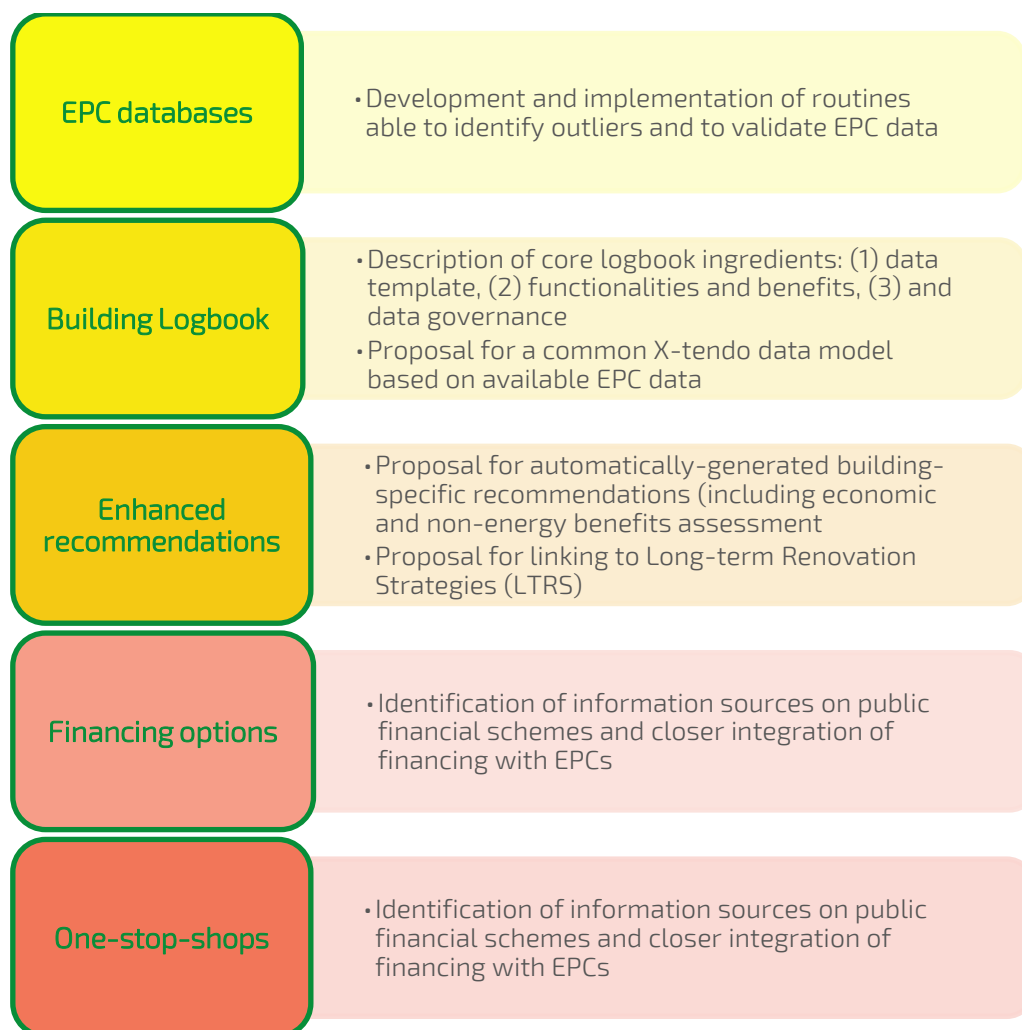 EPC databases
•Development and implementation of routines
able to identify outliers and to validate EPC data
Building Logbook
•Description of core logbook ingredients: (1) data
template, (2) functionalities and benefits, (3) and
data governance
•Proposal for a common X-tendo data model
based on available EPC data
Enhanced
recommendations
•Proposal for automatically-generated building-
specific recommendations (including economic
and non-energy benefits assessment
•Proposal for linking to Long-term Renovation
Strategies (LTRS)
Financing options
•Identification of information sources on public
financial schemes and closer integration of
financing with EPCs
One-stop-shops
•Identification of information sources on public
financial schemes and closer integration of
financing with EPCs